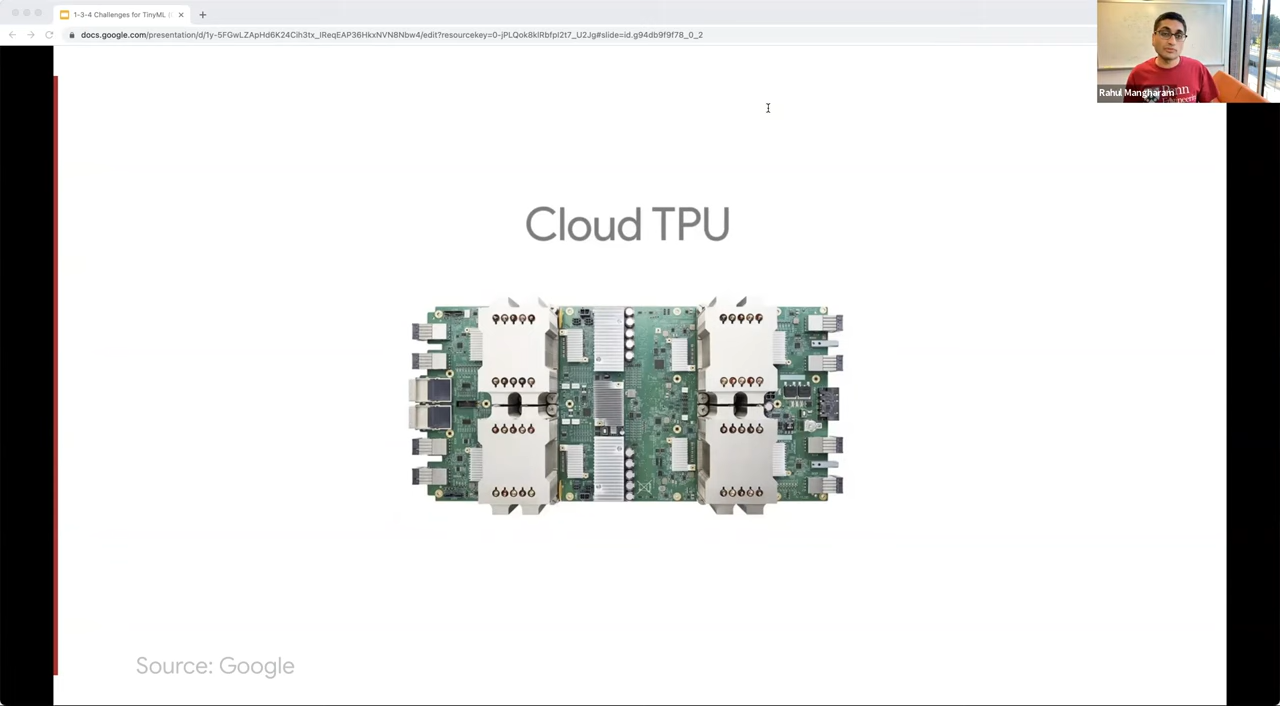 1-3-4 Challenges for TinyML (
docs.google.com/presentation/d/1y-5FGwLZApHd6K24Cih3tx_IReqEAP36HkxNVN8Nbw4/edit?resourcekey=0-jPLQok8klRbfpI2t7_U2Jg#slide=id.g94db9f9f78_0_2
Rahul Mangharam
Cloud TPU
Source: Google